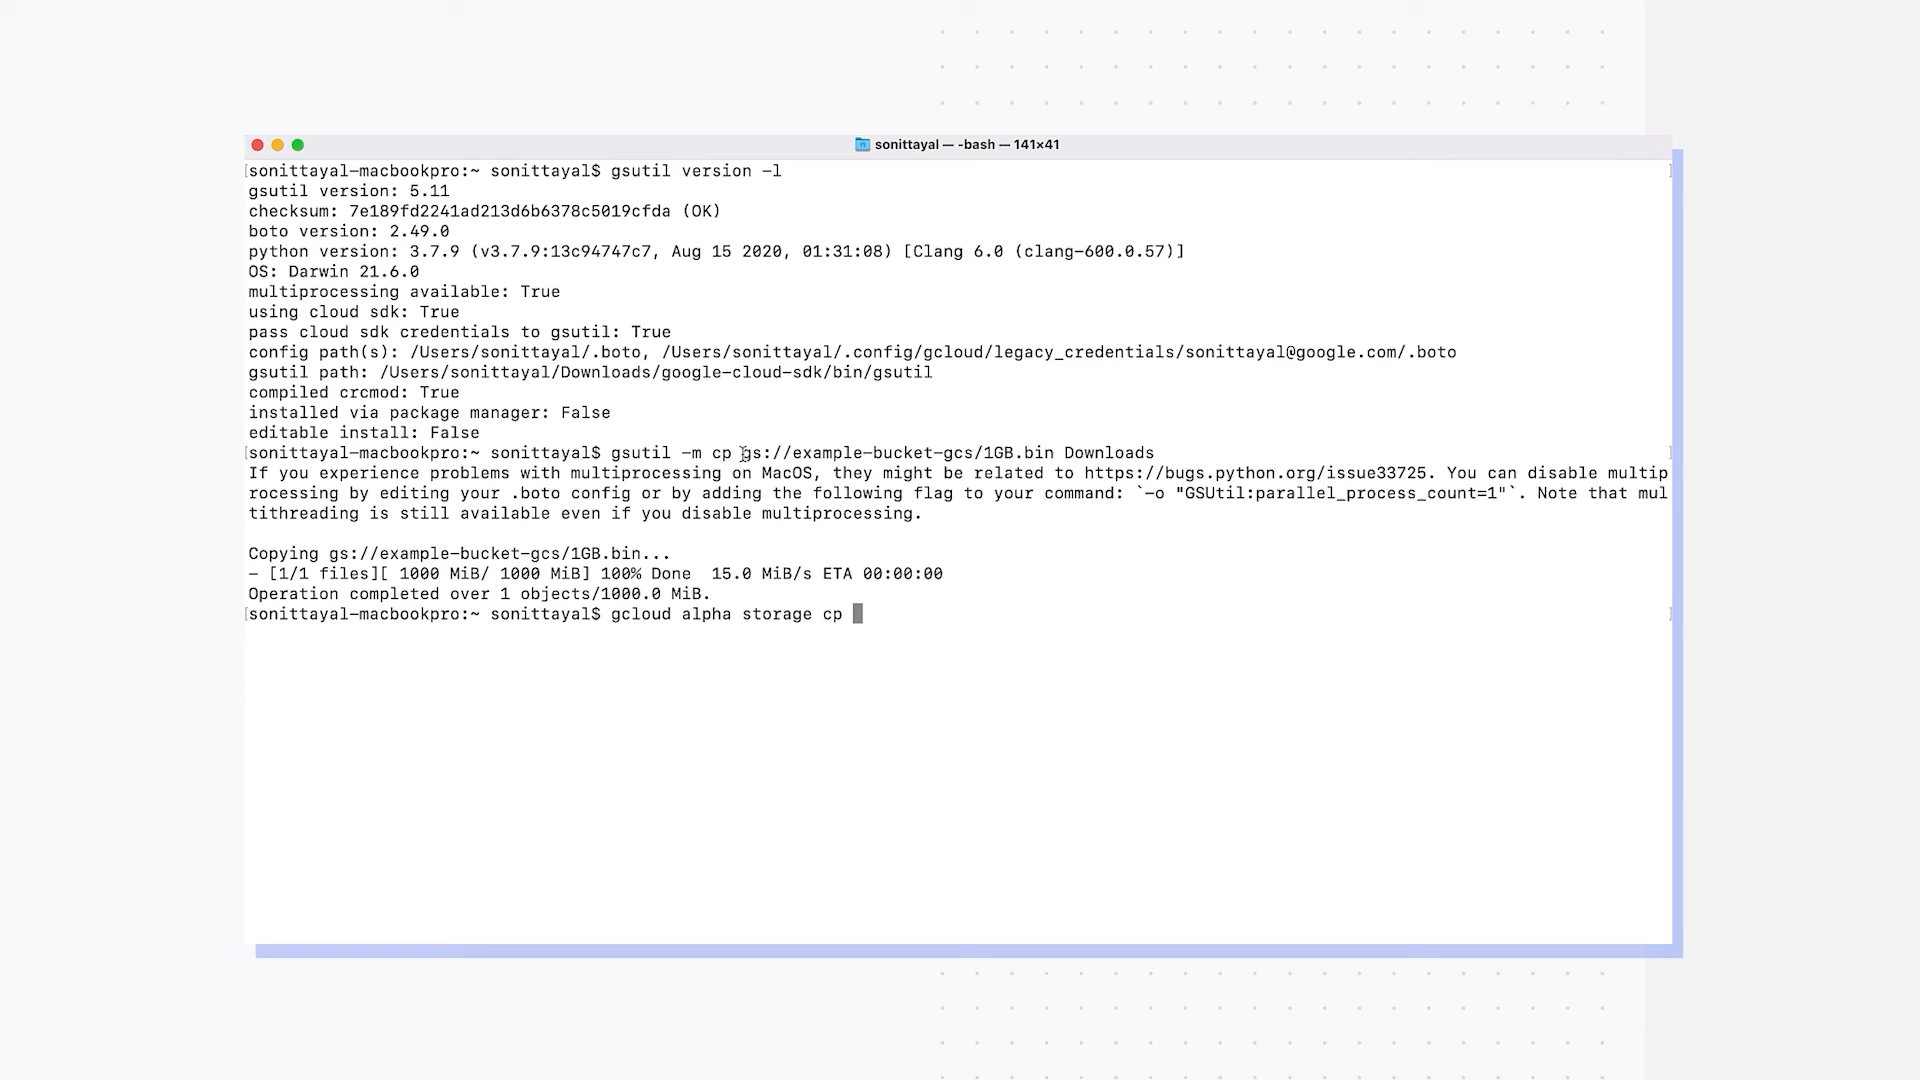 sonittayal — -bash — 141×41
[sonittayal-macbookpro:~ sonittayal$ gsutil version -l ]
gsutil version: 5.11
checksum: 7e189fd2241ad213d6b6378c5019cfda (OK)
boto version: 2.49.0
python version: 3.7.9 (v3.7.9:13c94747c7, Aug 15 2020, 01:31:08) [Clang 6.0 (clang-600.0.57)]
OS: Darwin 21.6.0
multiprocessing available: True
using cloud sdk: True
pass cloud sdk credentials to gsutil: True
config path(s): /Users/sonittayal/.boto, /Users/sonittayal/.config/gcloud/legacy_credentials/sonittayal@google.com/.boto
gsutil path: /Users/sonittayal/Downloads/google-cloud-sdk/bin/gsutil
compiled crcmod: True
installed via package manager: False
editable install: False
[sonittayal-macbookpro:~ sonittayal$ gsutil -m cp gs://example-bucket-gcs/1GB.bin Downloads ]
If you experience problems with multiprocessing on MacOS, they might be related to https://bugs.python.org/issue33725. You can disable multip
rocessing by editing your .boto config or by adding the following flag to your command: `-o "GSUtil:parallel_process_count=1"`. Note that mul
tithreading is still available even if you disable multiprocessing.
Copying gs://example-bucket-gcs/1GB.bin...
- [1/1 files][ 1000 MiB/ 1000 MiB] 100% Done  15.0 MiB/s ETA 00:00:00
Operation completed over 1 objects/1000.0 MiB.
[sonittayal-macbookpro:~ sonittayal$ gcloud alpha storage cp ]